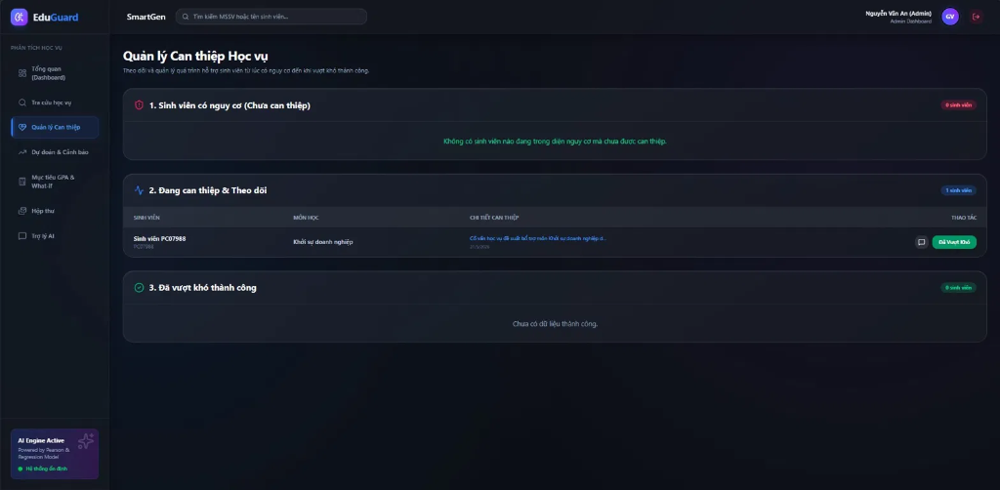 EduGuard
SmartGen
Tìm kiếm MSSV hoặc tên sinh viên...
Nguyễn Văn An (Admin)
Admin Dashboard
GV
PHÂN TÍCH HỌC VỤ
Tổng quan
(Dashboard)
Tra cứu học vụ
Quản lý Can thiệp
Dự đoán & Cảnh báo
Mục tiêu GPA &
What-If
Hộp thư
Trợ lý AI
Quản lý Can thiệp Học vụ
Theo dõi và quản lý quá trình hỗ trợ sinh viên từ lúc có nguy cơ đến khi vượt khó thành công.
1. Sinh viên có nguy cơ (Chưa can thiệp)
0 sinh viên
Không có sinh viên nào đang trong diện nguy cơ mà chưa được can thiệp.
2. Đang can thiệp & Theo dõi
1 sinh viên
SINH VIÊN MÔN HỌC CHI TIẾT CAN THIỆP THAO TÁC
Sinh viên PC07988
PC07988
Khởi sự doanh nghiệp
Cố vấn học vụ đề xuất hỗ trợ môn Khởi sự doanh nghiệp d...
Đã Vượt Khó
3. Đã vượt khó thành công
0 sinh viên
Chưa có dữ liệu thành công.
AI Engine Active
Powered by Pearson &
Regression Model
Hệ thống ổn định